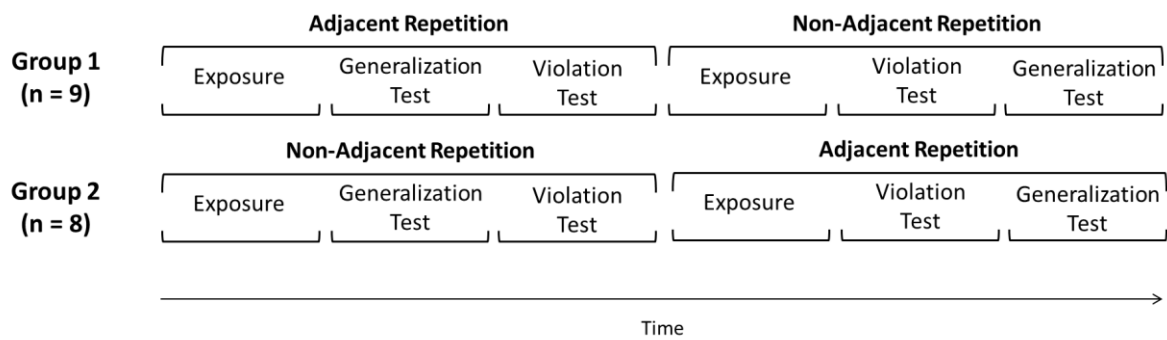 Adjacent Repetition
Non-Adjacent Repetition
Group 1
(n = 9)
Exposure
Generalization
Test
Violation
Test
Exposure
Violation
Test
Generalization
Test
Non-Adjacent Repetition
Adjacent Repetition
Group 2
(n = 8)
Exposure
Generalization
Test
Violation
Test
Exposure
Violation
Test
Generalization
Test
Time